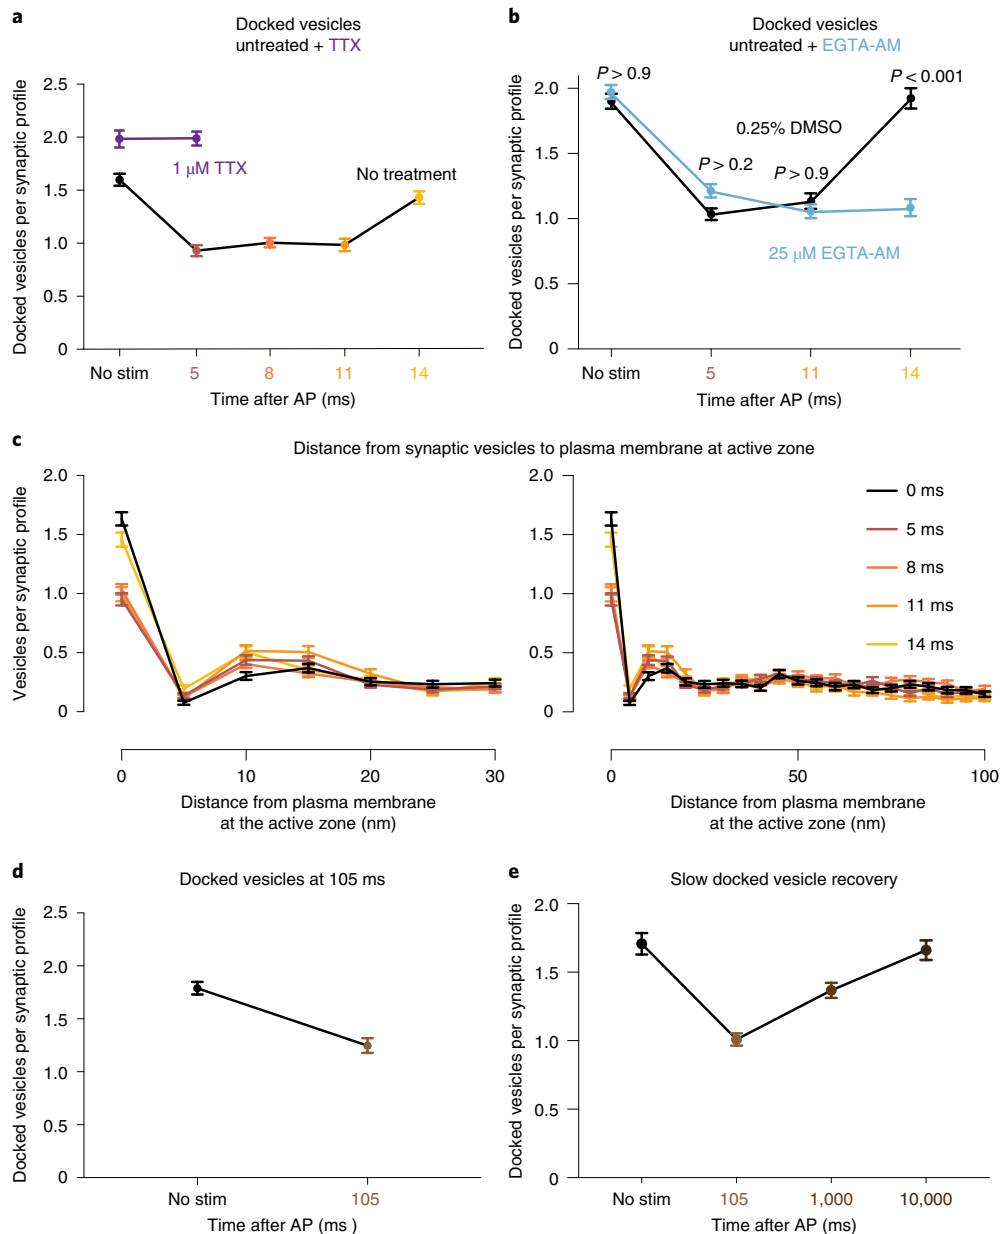 a
Docked vesicles
untreated + TTX
Docked vesicles per synaptic profile
2.5
2.0
1.5
1.0
0.5
0
1 μM TTX
No treatment
No stim
5
8
11
14
Time after AP (ms)
b
Docked vesicles
untreated + EGTA-AM
Docked vesicles per synaptic profile
2.0
1.5
1.0
0.5
0
P > 0.9
P < 0.001
0.25% DMSO
P > 0.2
P > 0.9
25 μM EGTA-AM
No stim
5
11
14
Time after AP (ms)
c
Distance from synaptic vesicles to plasma membrane at active zone
Vesicles per synaptic profile
2.0
1.5
1.0
0.5
0
0
10
20
30
Distance from plasma membrane
at the active zone (nm)
2.0
1.5
1.0
0.5
0
0 ms
5 ms
8 ms
11 ms
14 ms
0
50
100
Distance from plasma membrane
at the active zone (nm)
d
Docked vesicles at 105 ms
Docked vesicles per synaptic profile
2.5
2.0
1.5
1.0
0.5
0
No stim
105
Time after AP (ms )
e
Slow docked vesicle recovery
Docked vesicles per synaptic profile
2.0
1.5
1.0
0.5
0
No stim
105
1,000
10,000
Time after AP (ms)